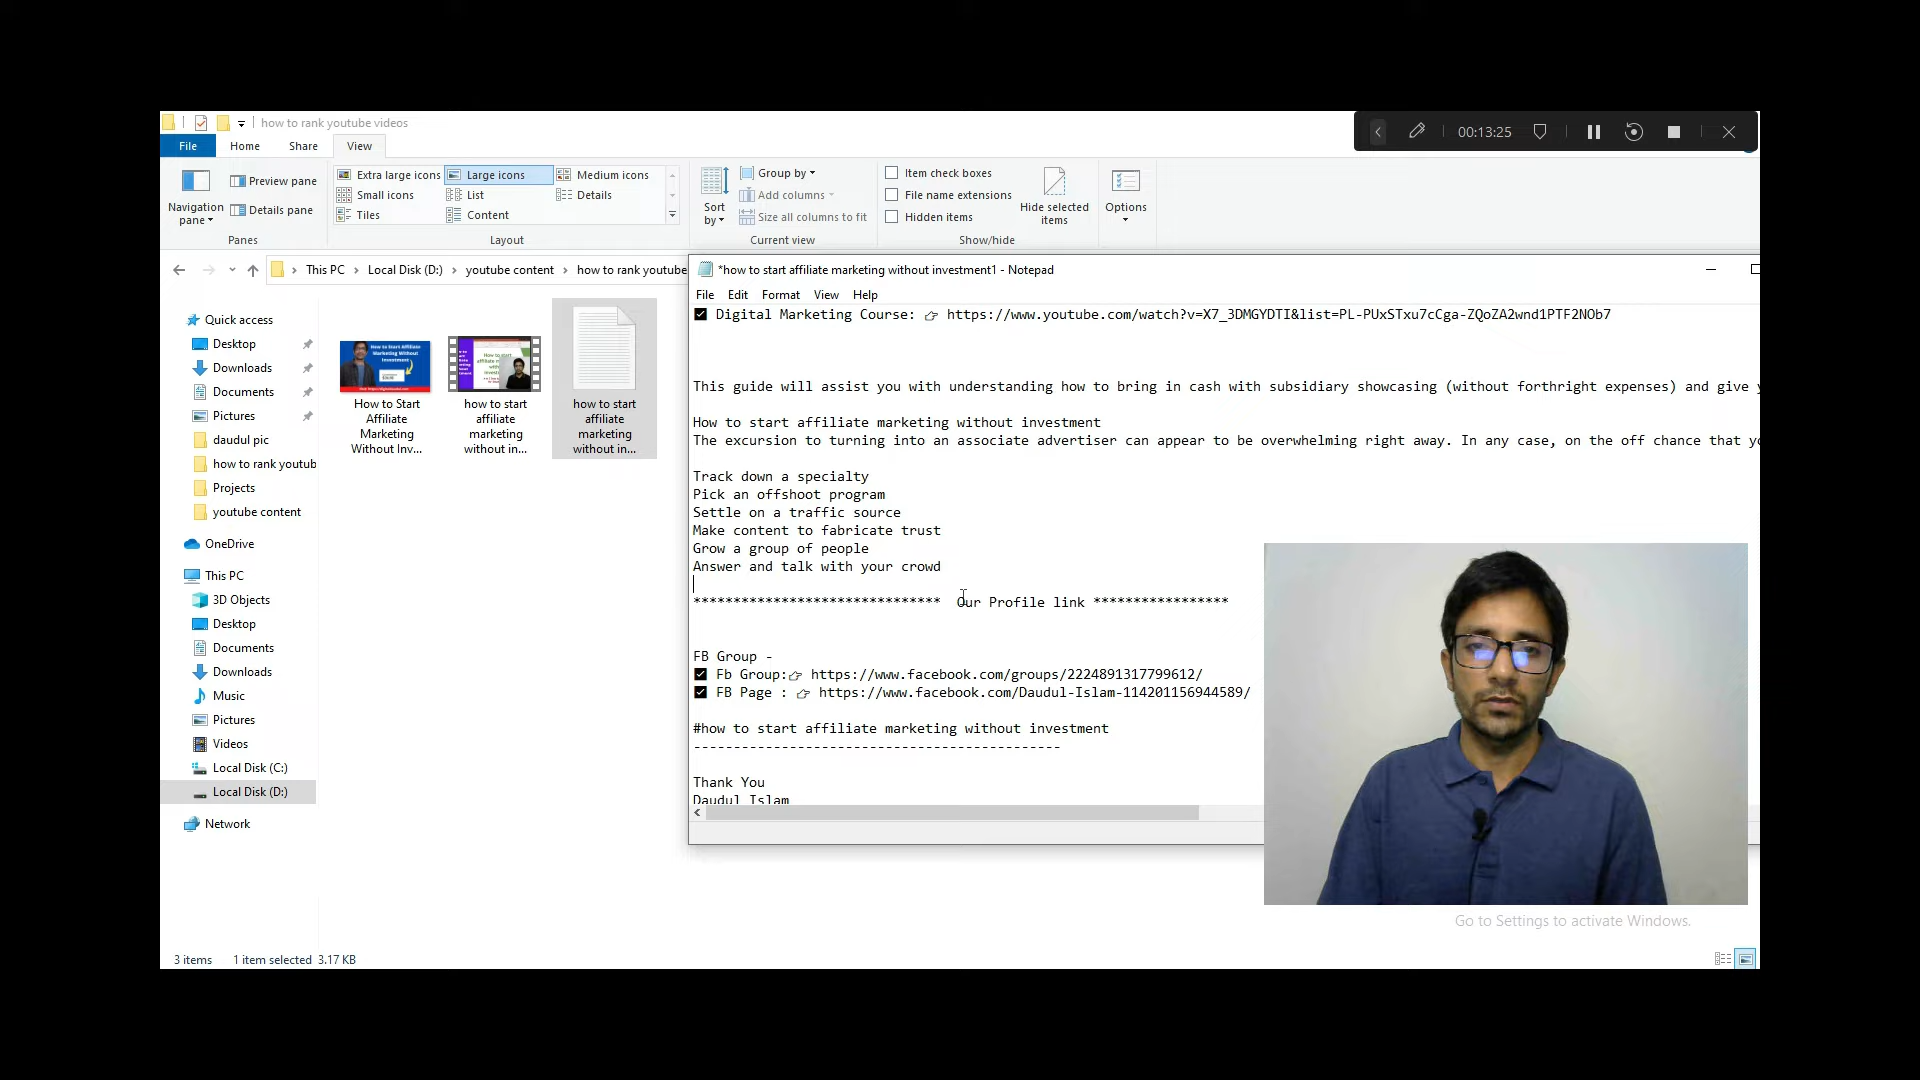 how to rank youtube videos
00:13:25
File Home Share View
Navigation pane
Preview pane
Details pane
Panes
Extra large icons Large icons Medium icons
Small icons List Details
Tiles Content
Layout
Sort by
Group by
Add columns
Size all columns to fit
Current view
Item check boxes
File name extensions
Hidden items
Hide selected items
Show/hide
Options
This PC Local Disk (D:) youtube content how to rank youtube
Quick access
Desktop
Downloads
Documents
Pictures
daudul pic
how to rank youtub
Projects
youtube content
OneDrive
This PC
3D Objects
Desktop
Documents
Downloads
Music
Pictures
Videos
Local Disk (C:)
Local Disk (D:)
Network
How to Start Affiliate Marketing Without Inv...
how to start affiliate marketing without in...
how to start affiliate marketing without in...
*how to start affiliate marketing without investment1 - Notepad
File Edit Format View Help
☑ Digital Marketing Course: 👉 https://www.youtube.com/watch?v=X7_3DMGYDTI&list=PL-PUxSTxu7cCga-ZQoZA2wnd1PTF2NOb7
This guide will assist you with understanding how to bring in cash with subsidiary showcasing (without forthright expenses) and give
How to start affiliate marketing without investment
The excursion to turning into an associate advertiser can appear to be overwhelming right away. In any case, on the off chance that
Track down a specialty
Pick an offshoot program
Settle on a traffic source
Make content to fabricate trust
Grow a group of people
Answer and talk with your crowd
******************************* Our Profile link *****************
FB Group -
☑ Fb Group:👉 https://www.facebook.com/groups/2224891317799612/
☑ FB Page : 👉 https://www.facebook.com/Daudul-Islam-114201156944589/
#how to start affiliate marketing without investment
----------------------------------------------
Thank You
Daudul Islam
Go to Settings to activate Windows.
3 items 1 item selected 3.17 KB